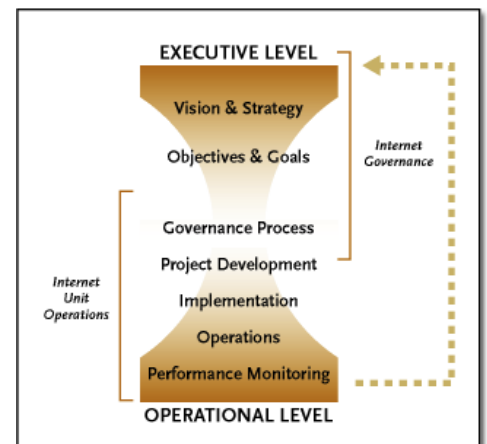 EXECUTIVE LEVEL
Vision & Strategy
Objectives & Goals
Internet
Governance
Governance Process
Project Development
Internet
Unit
Operations
Implementation
Operations
Performance Monitoring
OPERATIONAL LEVEL